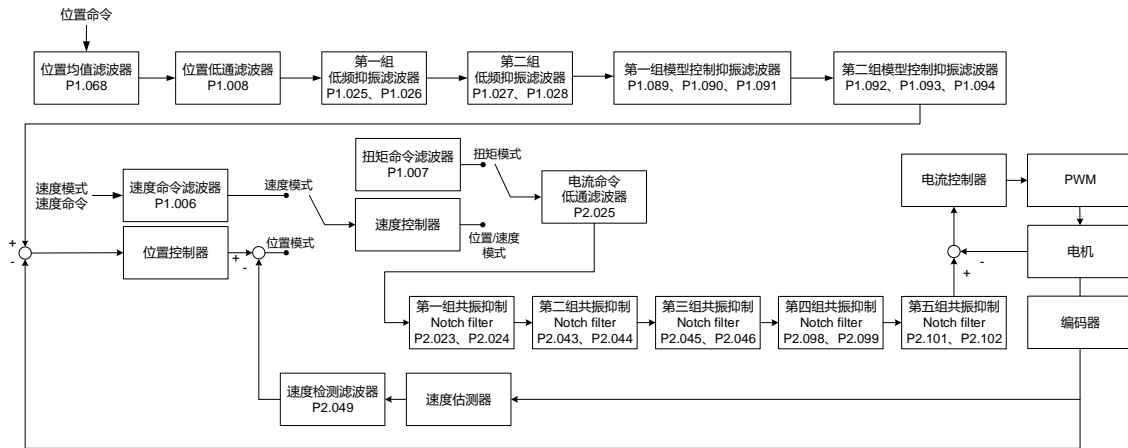 位置命令
位置均值滤波器
P1.068
位置低通滤波器
P1.008
第一組
低频抑振滤波器
P1.025、P1.026
第二組
低频抑振滤波器
P1.027、P1.028
第一组模型控制抑振滤波器
P1.089、P1.090、P1.091
第二组模型控制抑振滤波器
P1.092、P1.093、P1.094
扭矩命令滤波器
P1.007
扭矩模式
电流命令
低通滤波器
P2.025
电流控制器
PWM
速度模式
速度命令
速度命令滤波器
P1.006
速度模式
速度控制器
位置/速度
模式
+
-
位置控制器
+
-
位置模式
-
+
电机
第一组共振抑制
Notch filter
P2.023、P2.024
第二组共振抑制
Notch filter
P2.043、P2.044
第三组共振抑制
Notch filter
P2.045、P2.046
第四组共振抑制
Notch filter
P2.098、P2.099
第五组共振抑制
Notch filter
P2.101、P2.102
编码器
速度检测滤波器
P2.049
速度估测器